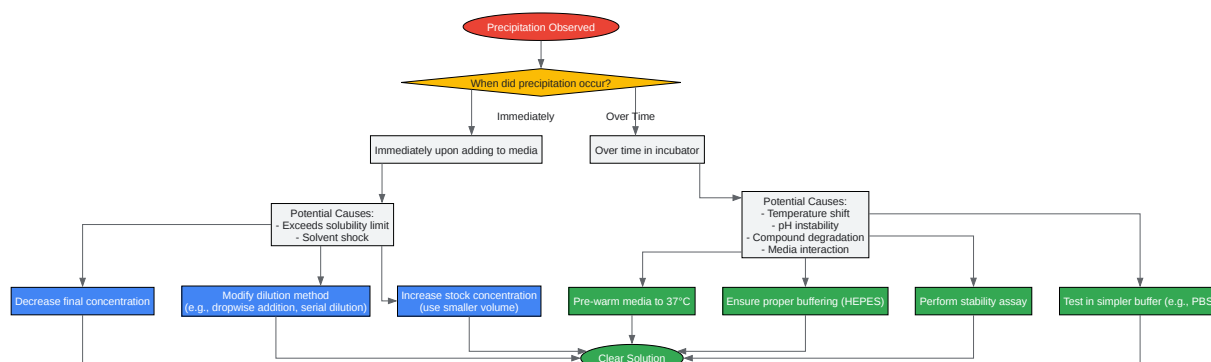 Precipitation Observed
When did precipitation occur?
Immediately
Over Time
Immediately upon adding to media
Over time in incubator
Potential Causes:
- Exceeds solubility limit
- Solvent shock
Potential Causes:
- Temperature shift
- pH instability
- Compound degradation
- Media interaction
Decrease final concentration
Modify dilution method
(e.g., dropwise addition, serial dilution)
Increase stock concentration
(use smaller volume)
Pre-warm media to 37°C
Ensure proper buffering (HEPES)
Perform stability assay
Test in simpler buffer (e.g., PBS
Clear Solution